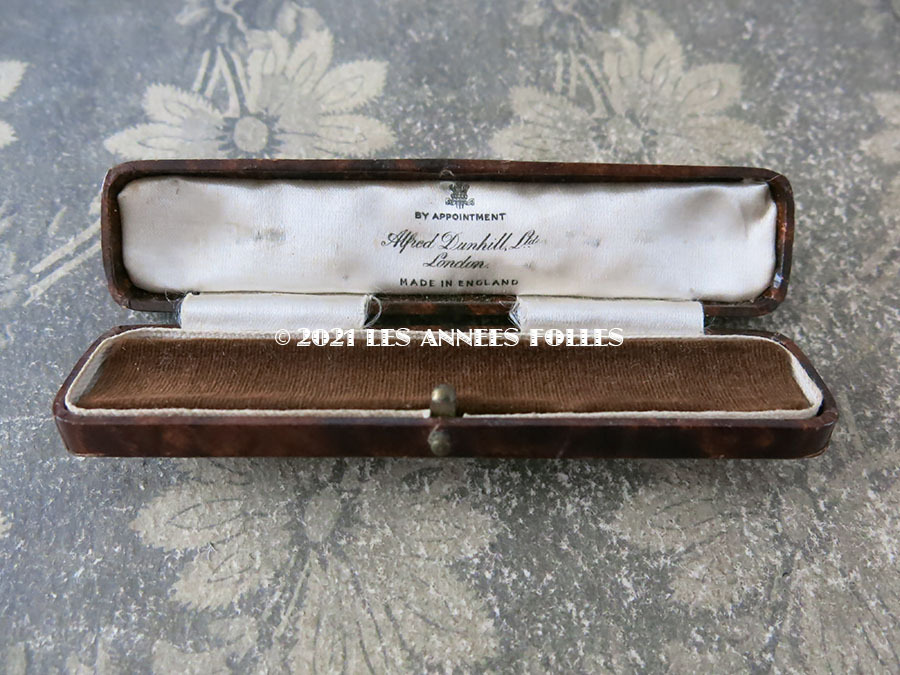 BY APPOINTMENT
Alfred Dunhill, Ltd.
London.
MADE IN ENGLAND
© 2021 LES ANNEES FOLLES